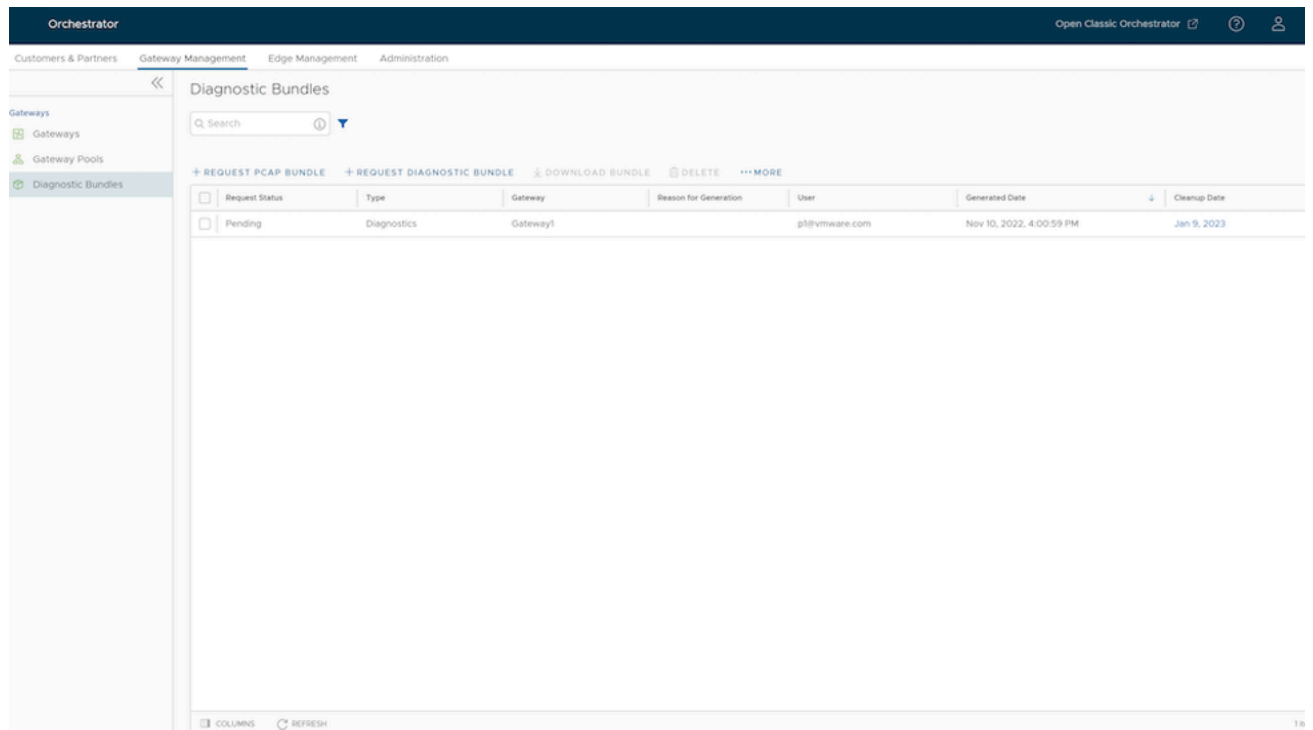 Orchestrator Open Classic Orchestrator
Customers & Partners Gateway Management Edge Management Administration
Gateways
Gateways
Gateway Pools
Diagnostic Bundles
Diagnostic Bundles
Search
+ REQUEST PCAP BUNDLE + REQUEST DIAGNOSTIC BUNDLE DOWNLOAD BUNDLE DELETE ··· MORE
Request Status Type Gateway Reason for Generation User Generated Date Cleanup Date
Pending Diagnostics Gateway1 p1@vmware.com Nov 10, 2022, 4:00:59 PM Jan 9, 2023
COLUMNS REFRESH